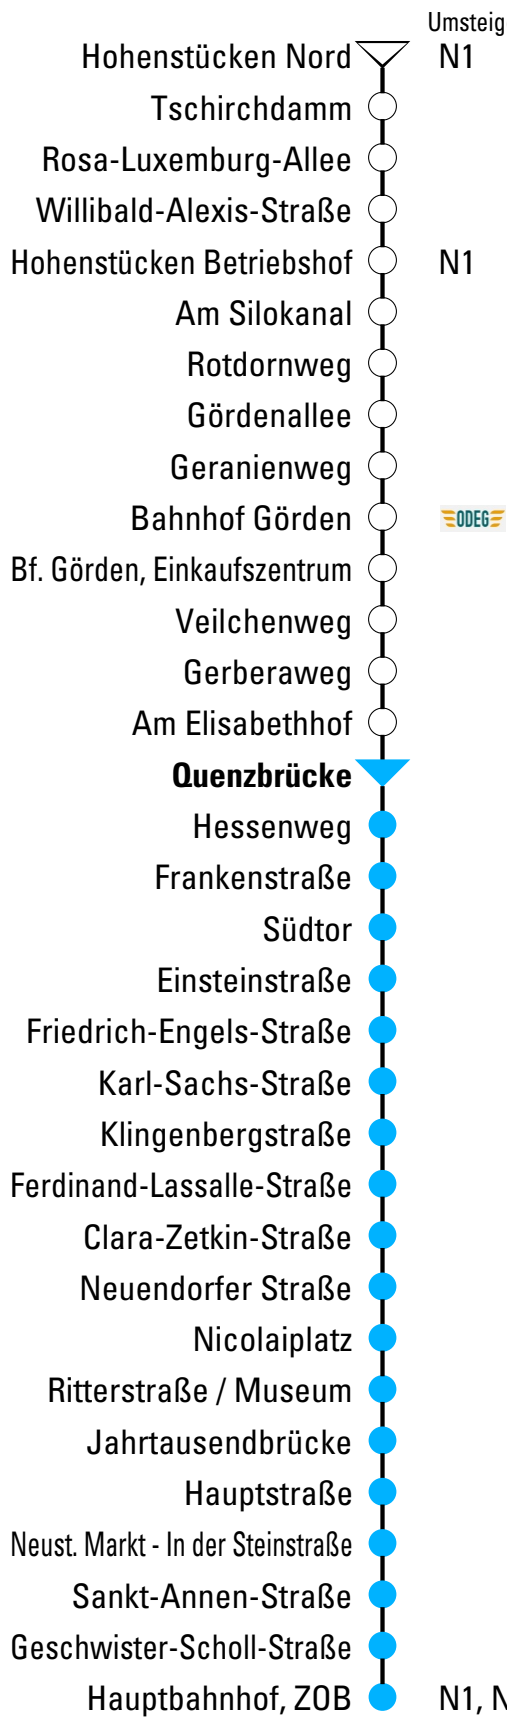 Umsteig
Hohenstücken Nord N1
Tschirchdamm
Rosa-Luxemburg-Allee
Willibald-Alexis-Straße
Hohenstücken Betriebshof N1
Am Silokanal
Rotdornweg
Gördenallee
Geranienweg
Bahnhof Görden ODEG
Bf. Görden, Einkaufszentrum
Veilchenweg
Gerberaweg
Am Elisabethhof
Quenzbrücke
Hessenweg
Frankenstraße
Südtor
Einsteinstraße
Friedrich-Engels-Straße
Karl-Sachs-Straße
Klingenbergstraße
Ferdinand-Lassalle-Straße
Clara-Zetkin-Straße
Neuendorfer Straße
Nicolaiplatz
Ritterstraße / Museum
Jahrtausendbrücke
Hauptstraße
Neust. Markt - In der Steinstraße
Sankt-Annen-Straße
Geschwister-Scholl-Straße
Hauptbahnhof, ZOB N1, N